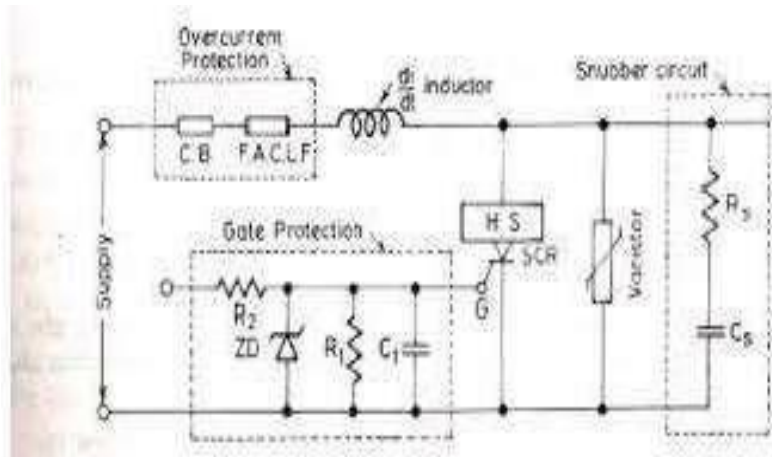 Overcurrent
Protection
di/dt
inductor
Snubber circuit
C.B
F.A.C.L.F
H S
SCR
Varistor
Rs
Gate Protection
Supply
R2
G
ZD
R1
C1
Cs